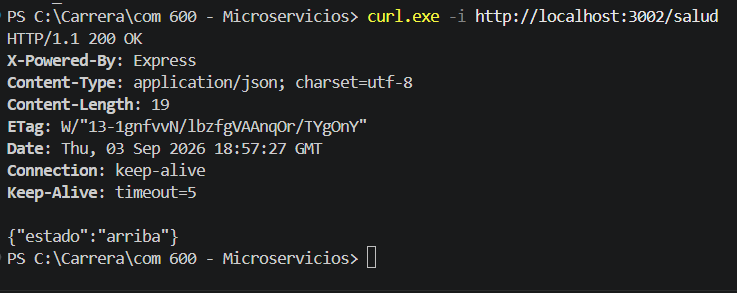 PS C:\Carrera\com 600 - Microservicios> curl.exe -i http://localhost:3002/salud
HTTP/1.1 200 OK
X-Powered-By: Express
Content-Type: application/json; charset=utf-8
Content-Length: 19
ETag: W/"13-1gnfvvN/lbzfgVAAnqOr/TYgOnY"
Date: Thu, 03 Sep 2026 18:57:27 GMT
Connection: keep-alive
Keep-Alive: timeout=5
{"estado":"arriba"}
PS C:\Carrera\com 600 - Microservicios>